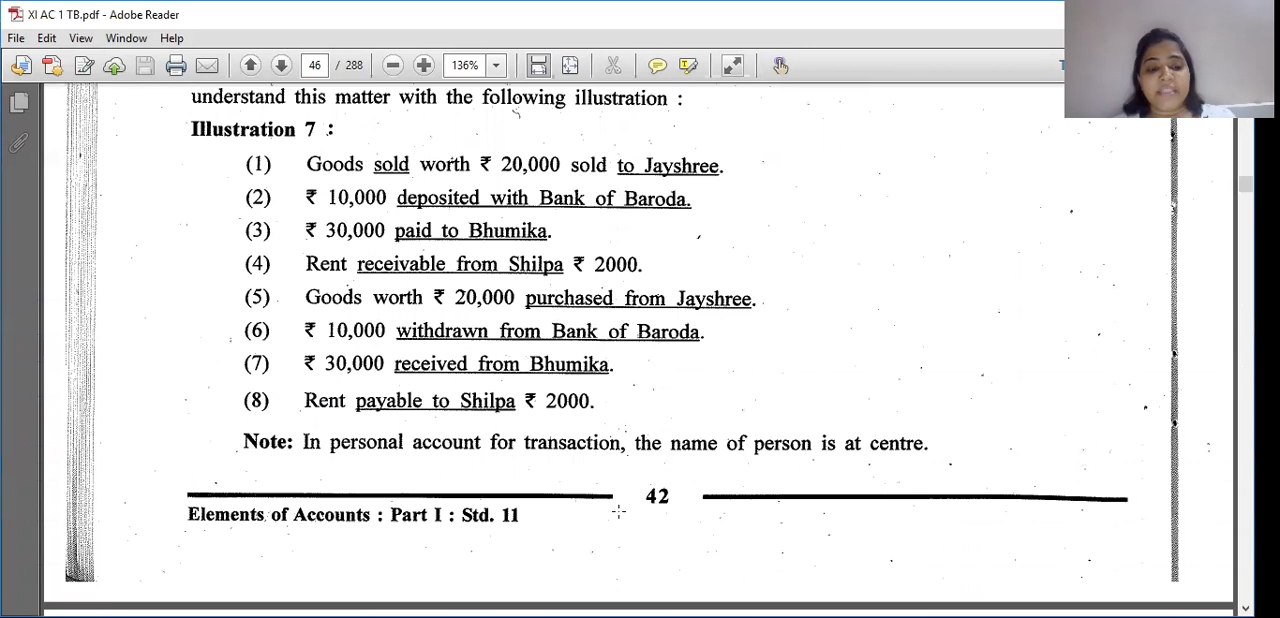 XI AC 1 TB.pdf - Adobe Reader
File Edit View Window Help
46 / 288 136%
understand this matter with the following illustration :
Illustration 7 :
(1) Goods sold worth ₹ 20,000 sold to Jayshree.
(2) ₹ 10,000 deposited with Bank of Baroda.
(3) ₹ 30,000 paid to Bhumika.
(4) Rent receivable from Shilpa ₹ 2000.
(5) Goods worth ₹ 20,000 purchased from Jayshree.
(6) ₹ 10,000 withdrawn from Bank of Baroda.
(7) ₹ 30,000 received from Bhumika.
(8) Rent payable to Shilpa ₹ 2000.
Note: In personal account for transaction, the name of person is at centre.
42
Elements of Accounts : Part I : Std. 11